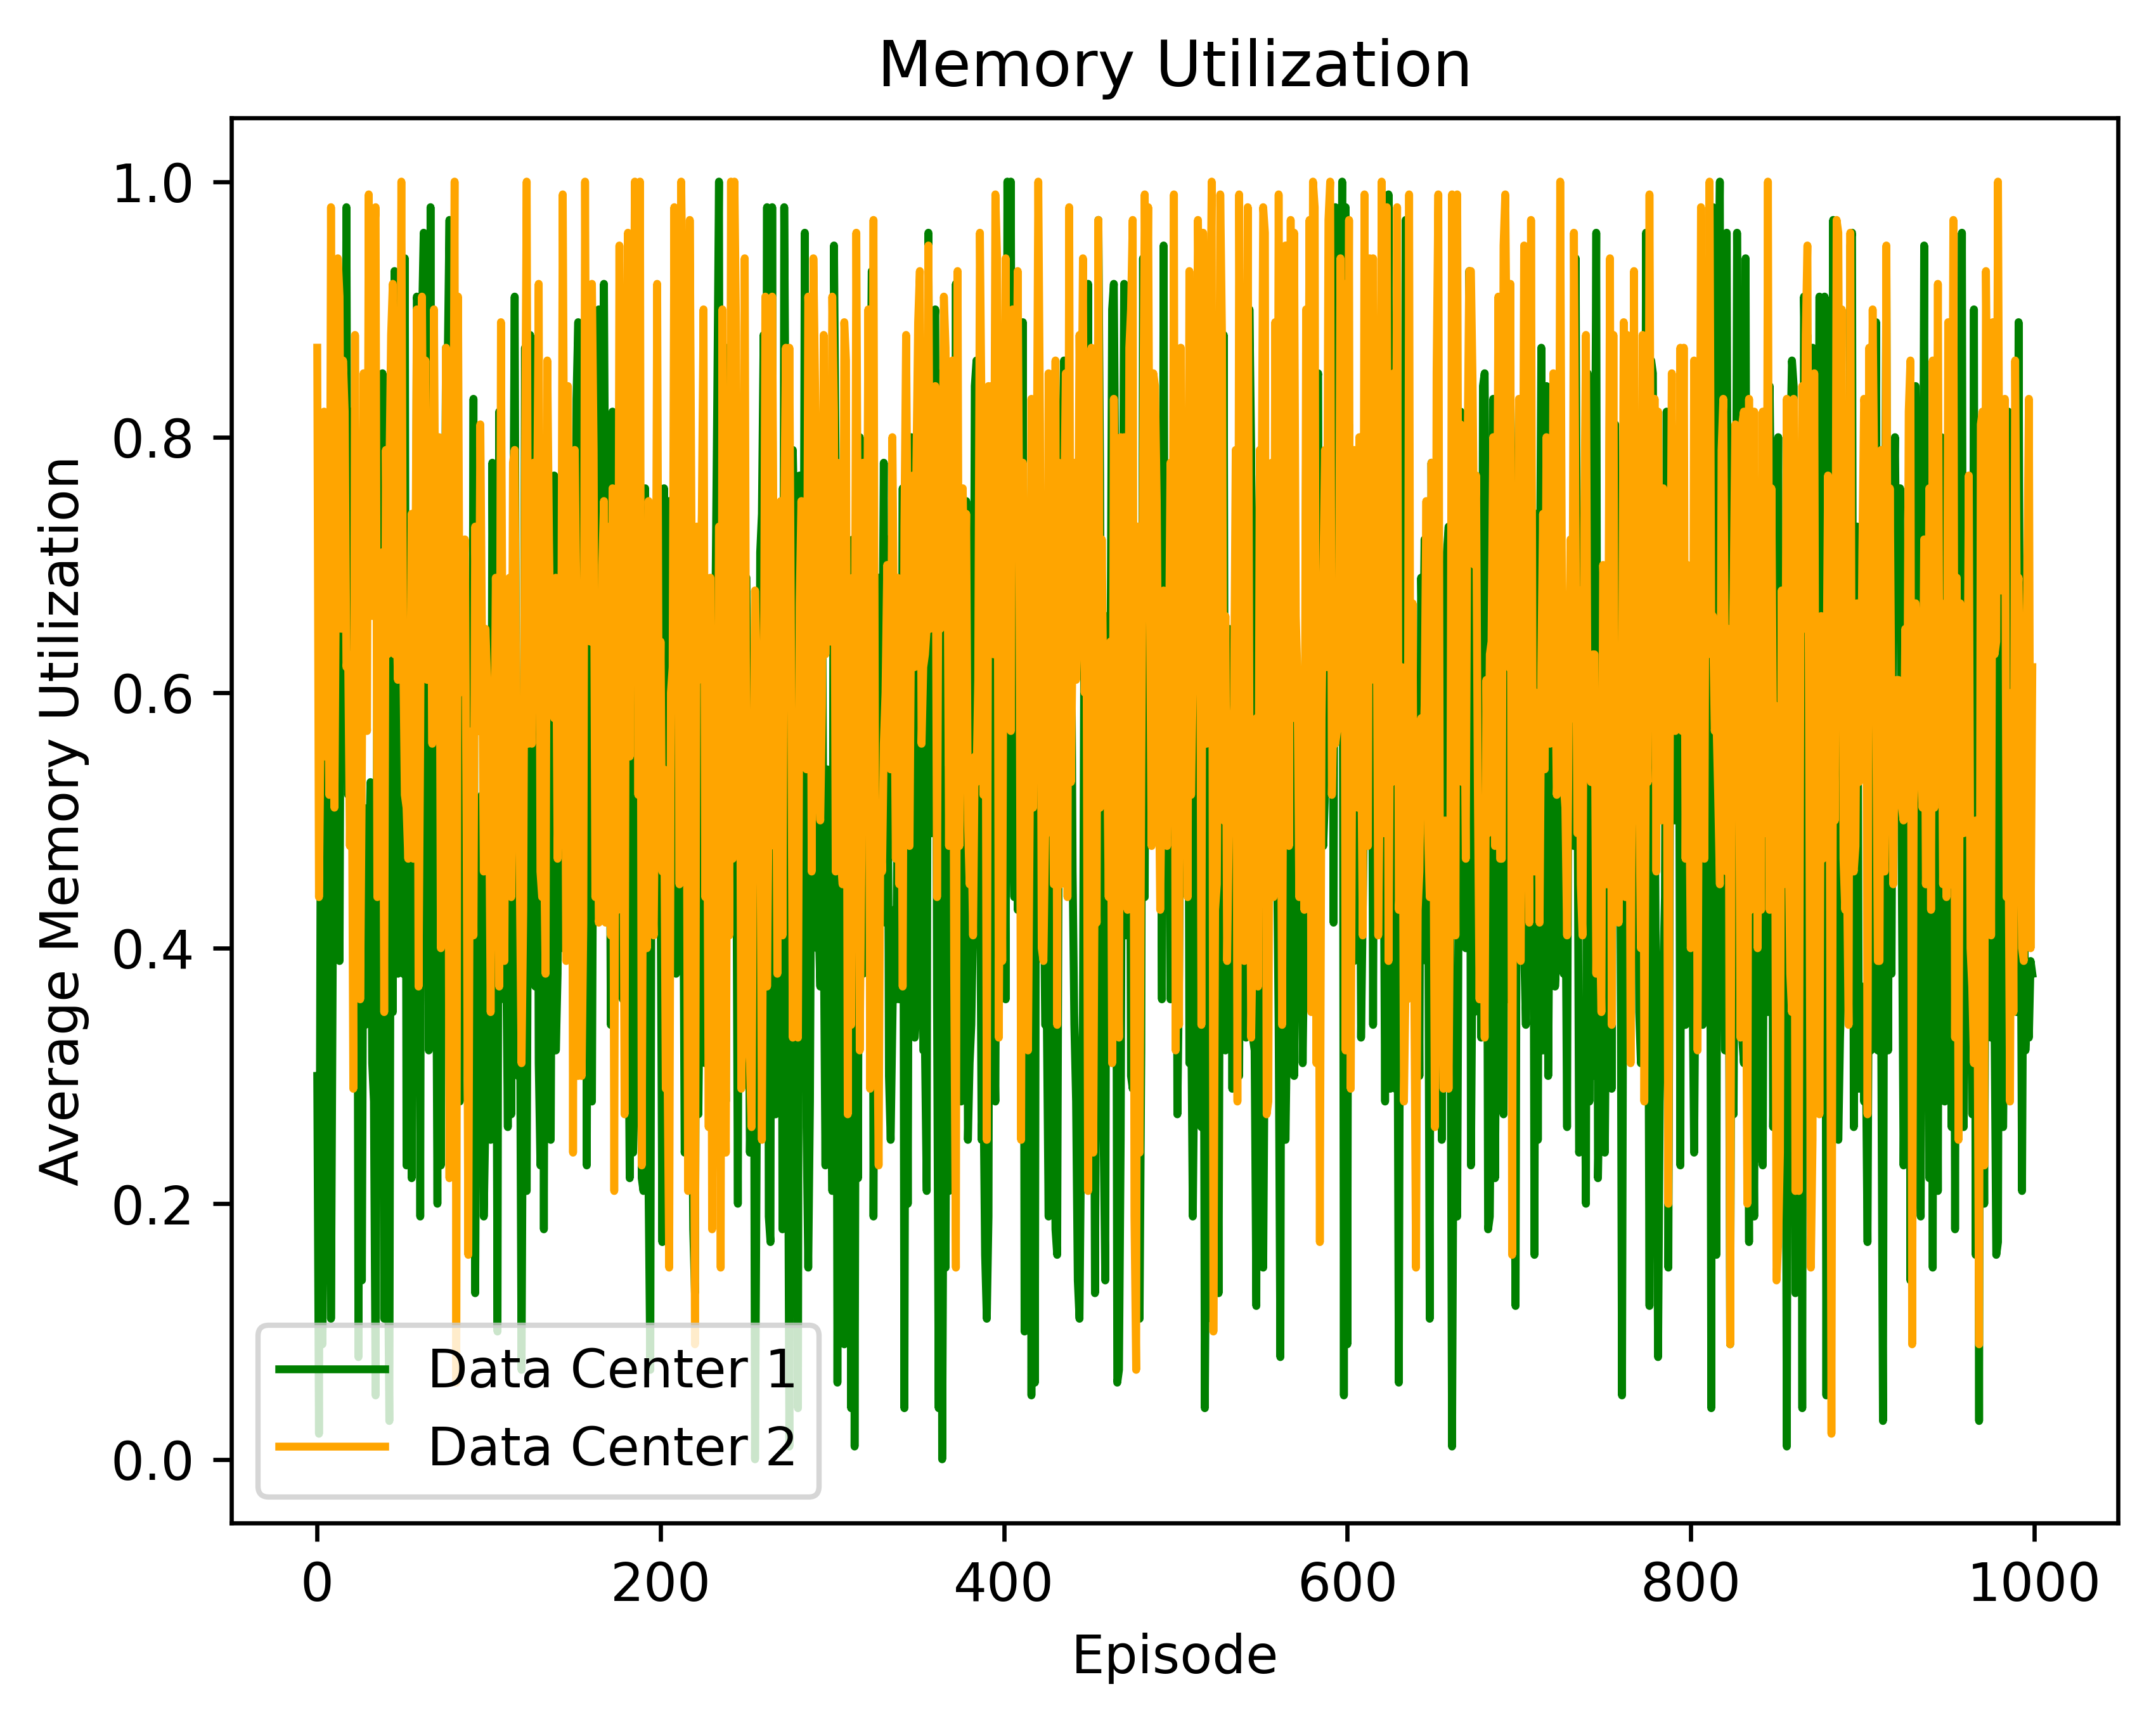 Memory Utilization
Average Memory Utilization
1.0
0.8
0.6
0.4
0.2
0.0
Data Center 1
Data Center 2
0 200 400 600 800 1000
Episode